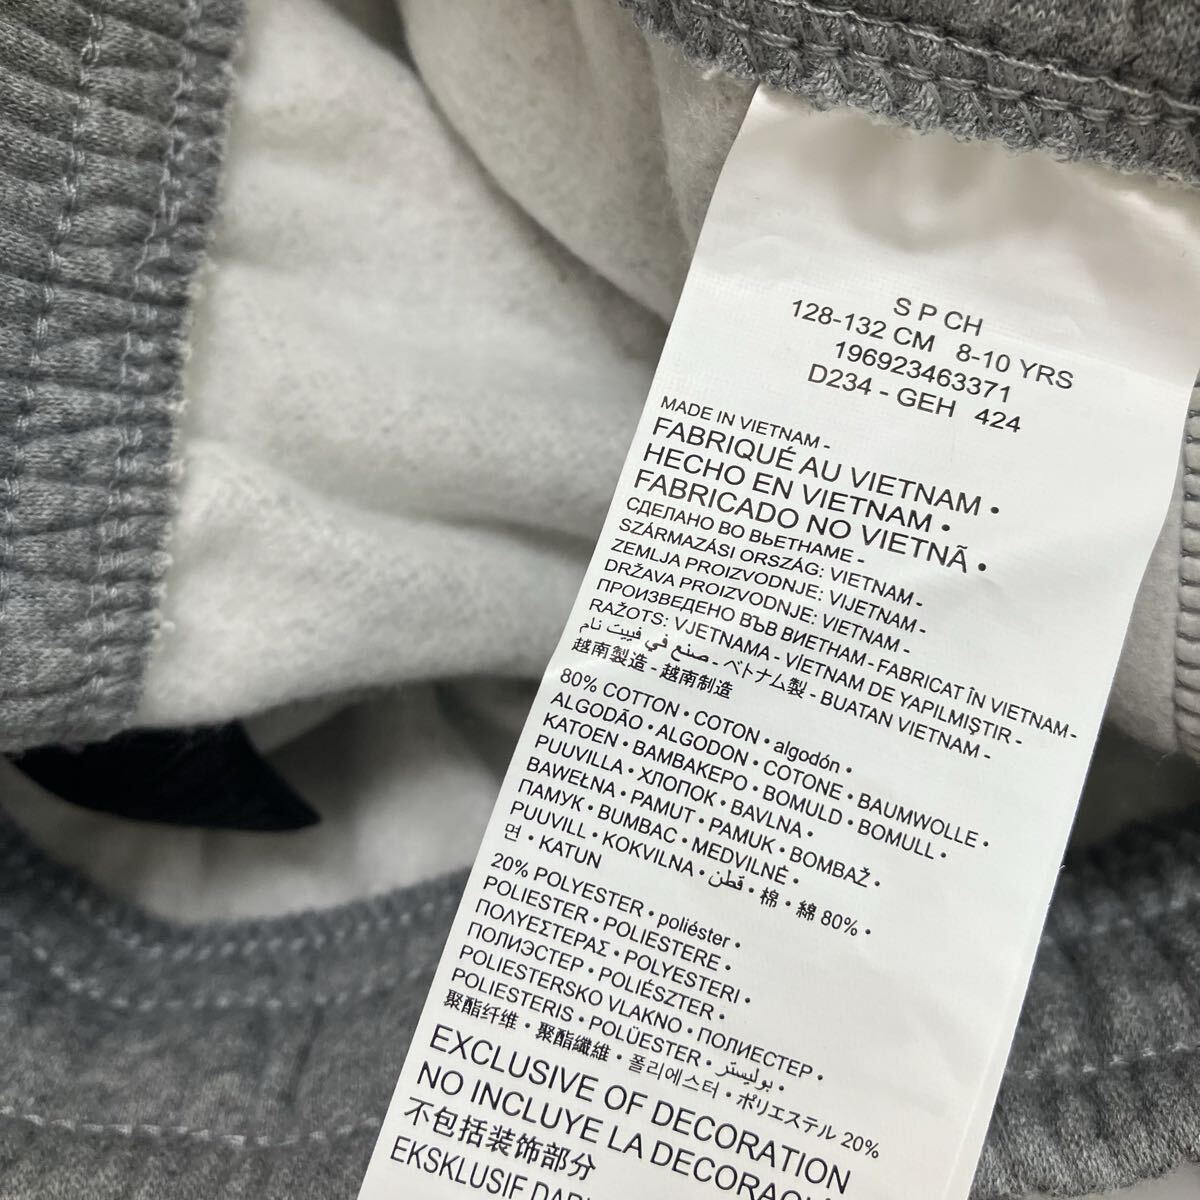 S P CH
128-132 CM 8-10 YRS
196923463371
D234 - GEH 424
MADE IN VIETNAM -
FABRIQUÉ AU VIETNAM •
HECHO EN VIETNAM •
FABRICADO NO VIETNÃ •
СДЕЛАНО ВО ВЬЕТНАМЕ -
SZÁRMAZÁSI ORSZÁG: VIETNAM -
ZEMLJA PROIZVODNJE: VIJETNAM -
DRŽAVA PROIZVODNJE: VIETNAM -
ПРОИЗВЕДЕНО ВЪВ ВИЕТНАМ - FABRICAT ÎN VIETNAM -
RAŽOTS: VJETNAMA - VİETNAM DE YAPILMIŞTIR -
صنع في فييت نام - ベトナム製 - BUATAN VIETNAM -
越南製造 - 越南制造
80% COTTON • COTON • algodón •
ALGODÃO • ALGODON • COTONE • BAUMWOLLE •
KATOEN • ΒΑΜΒΑΚΕΡΟ • BOMULD • BOMULL •
PUUVILLA • ХЛОПОК • BAVLNA •
BAWEŁNA • PAMUT • PAMUK • BOMBAŽ •
ПАМУК • BUMBAC • MEDVILNĖ •
PUUVILL • KOKVILNA • قطن • 棉 • 綿 80% •
면 • KATUN
20% POLYESTER • poliéster •
POLIESTER • POLIESTERE •
ΠΟΛΥΕΣΤΕΡΑΣ • POLYESTERI •
ПОЛИЭСТЕР • POLIÉSZTER •
POLIESTERSKO VLAKNO • ПОЛИЕСТЕР •
POLIESTERIS • POLÜESTER • بوليستر •
聚酯纤维 • 聚酯纖維 • 폴리에스터 • ポリエステル 20%
EXCLUSIVE OF DECORATION
NO INCLUYE LA
不包括装饰部分
EKSKLUSIF